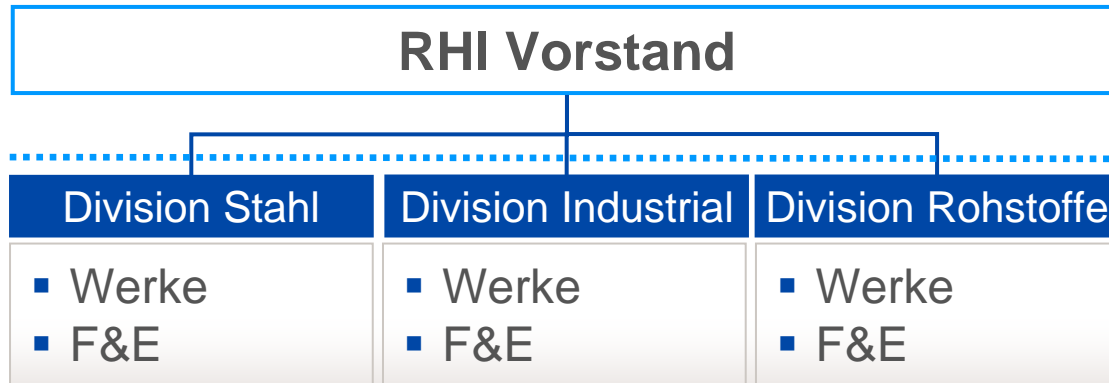 RHI Vorstand
Division Stahl
Division Industrial
Division Rohstoffe
▪ Werke
▪ F&E
▪ Werke
▪ F&E
▪ Werke
▪ F&E